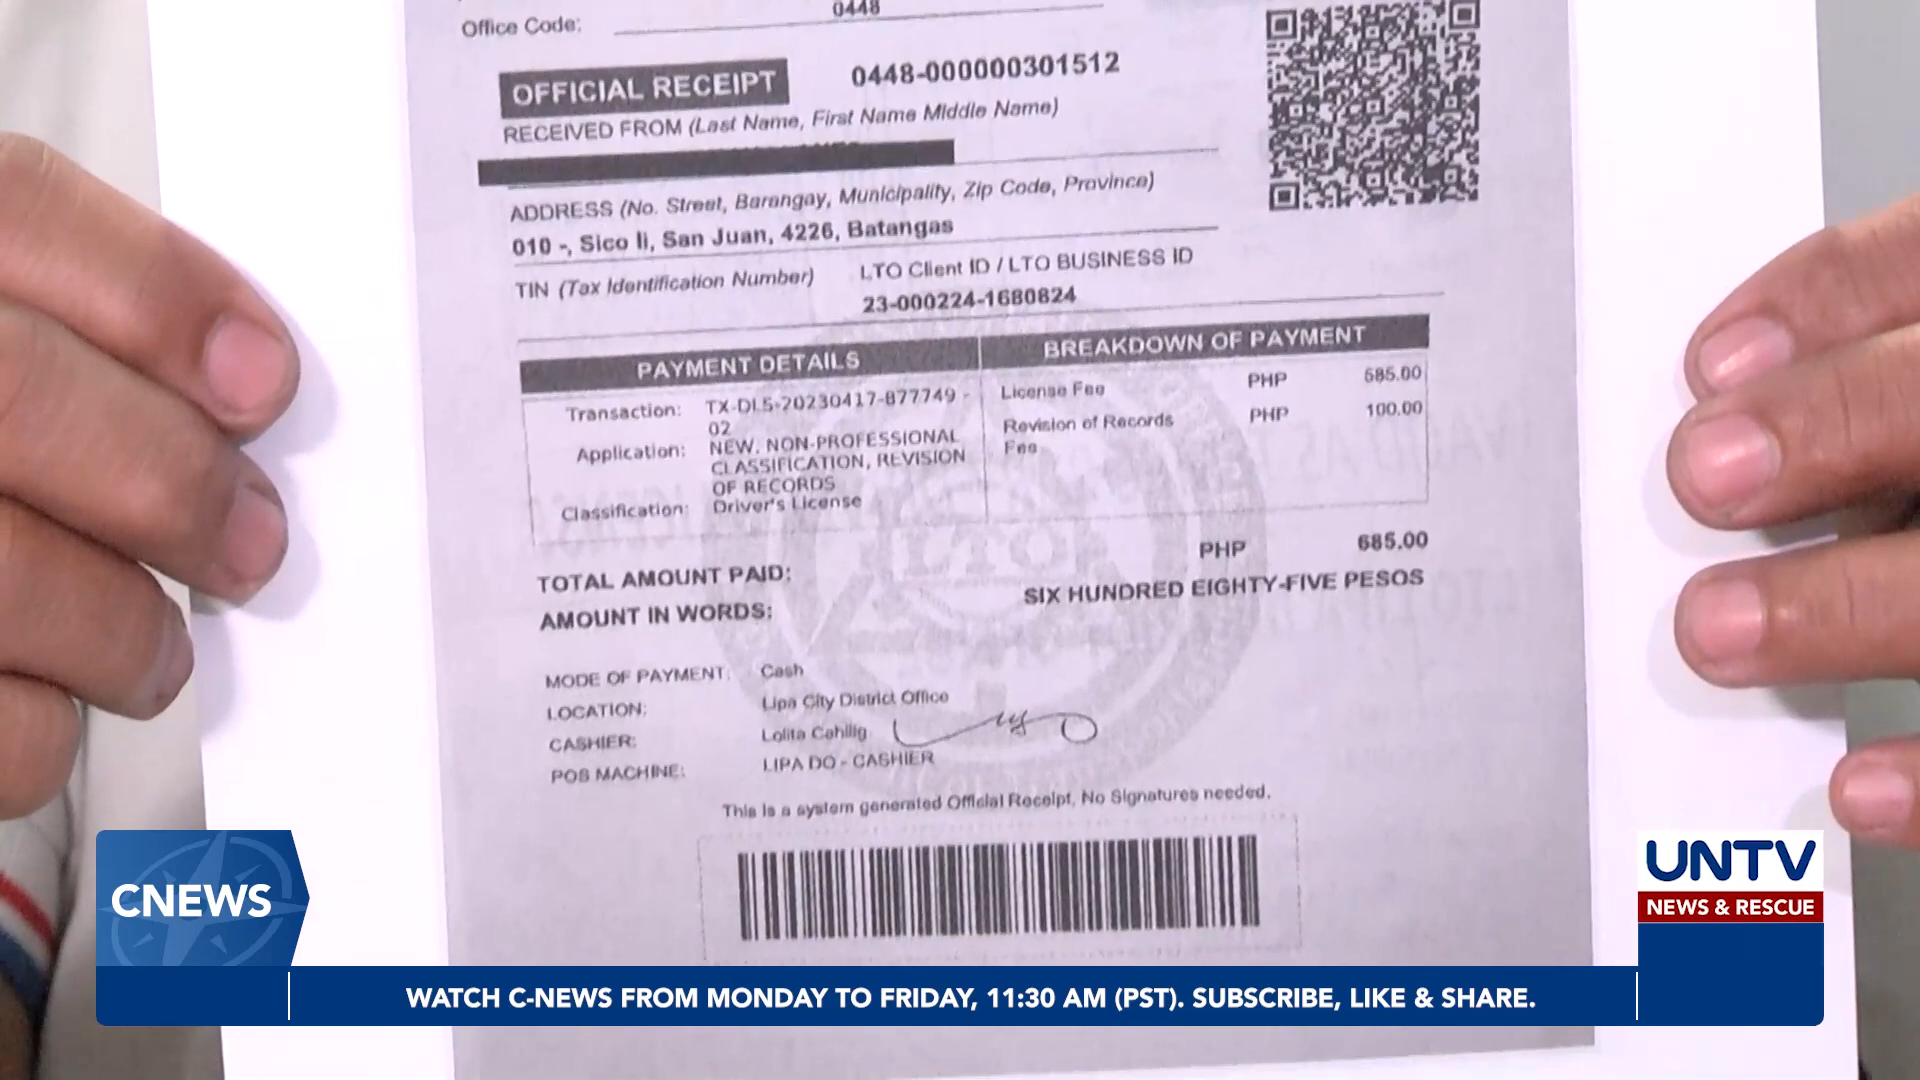 Office Code: 0448
OFFICIAL RECEIPT 0448-000000301512
RECEIVED FROM (Last Name, First Name Middle Name)
ADDRESS (No. Street, Barangay, Municipality, Zip Code, Province)
010 -, Sico Ii, San Juan, 4226, Batangas
TIN (Tax Identification Number) LTO Client ID / LTO BUSINESS ID
23-000224-1680824
PAYMENT DETAILS BREAKDOWN OF PAYMENT
Transaction: TX-DLS-20230417-877749 - License Fee PHP 585.00
02 Revision of Records PHP 100.00
Application: NEW, NON-PROFESSIONAL Fee
CLASSIFICATION, REVISION
OF RECORDS
Classification: Driver's License
TOTAL AMOUNT PAID: PHP 685.00
AMOUNT IN WORDS: SIX HUNDRED EIGHTY-FIVE PESOS
MODE OF PAYMENT: Cash
LOCATION: Lipa City District Office
CASHIER: Lolita Cahilig
POS MACHINE: LIPA DO - CASHIER
This is a system generated Official Receipt, No Signatures needed.
LTO
CNEWS
UNTV
NEWS & RESCUE
WATCH C-NEWS FROM MONDAY TO FRIDAY, 11:30 AM (PST). SUBSCRIBE, LIKE & SHARE.